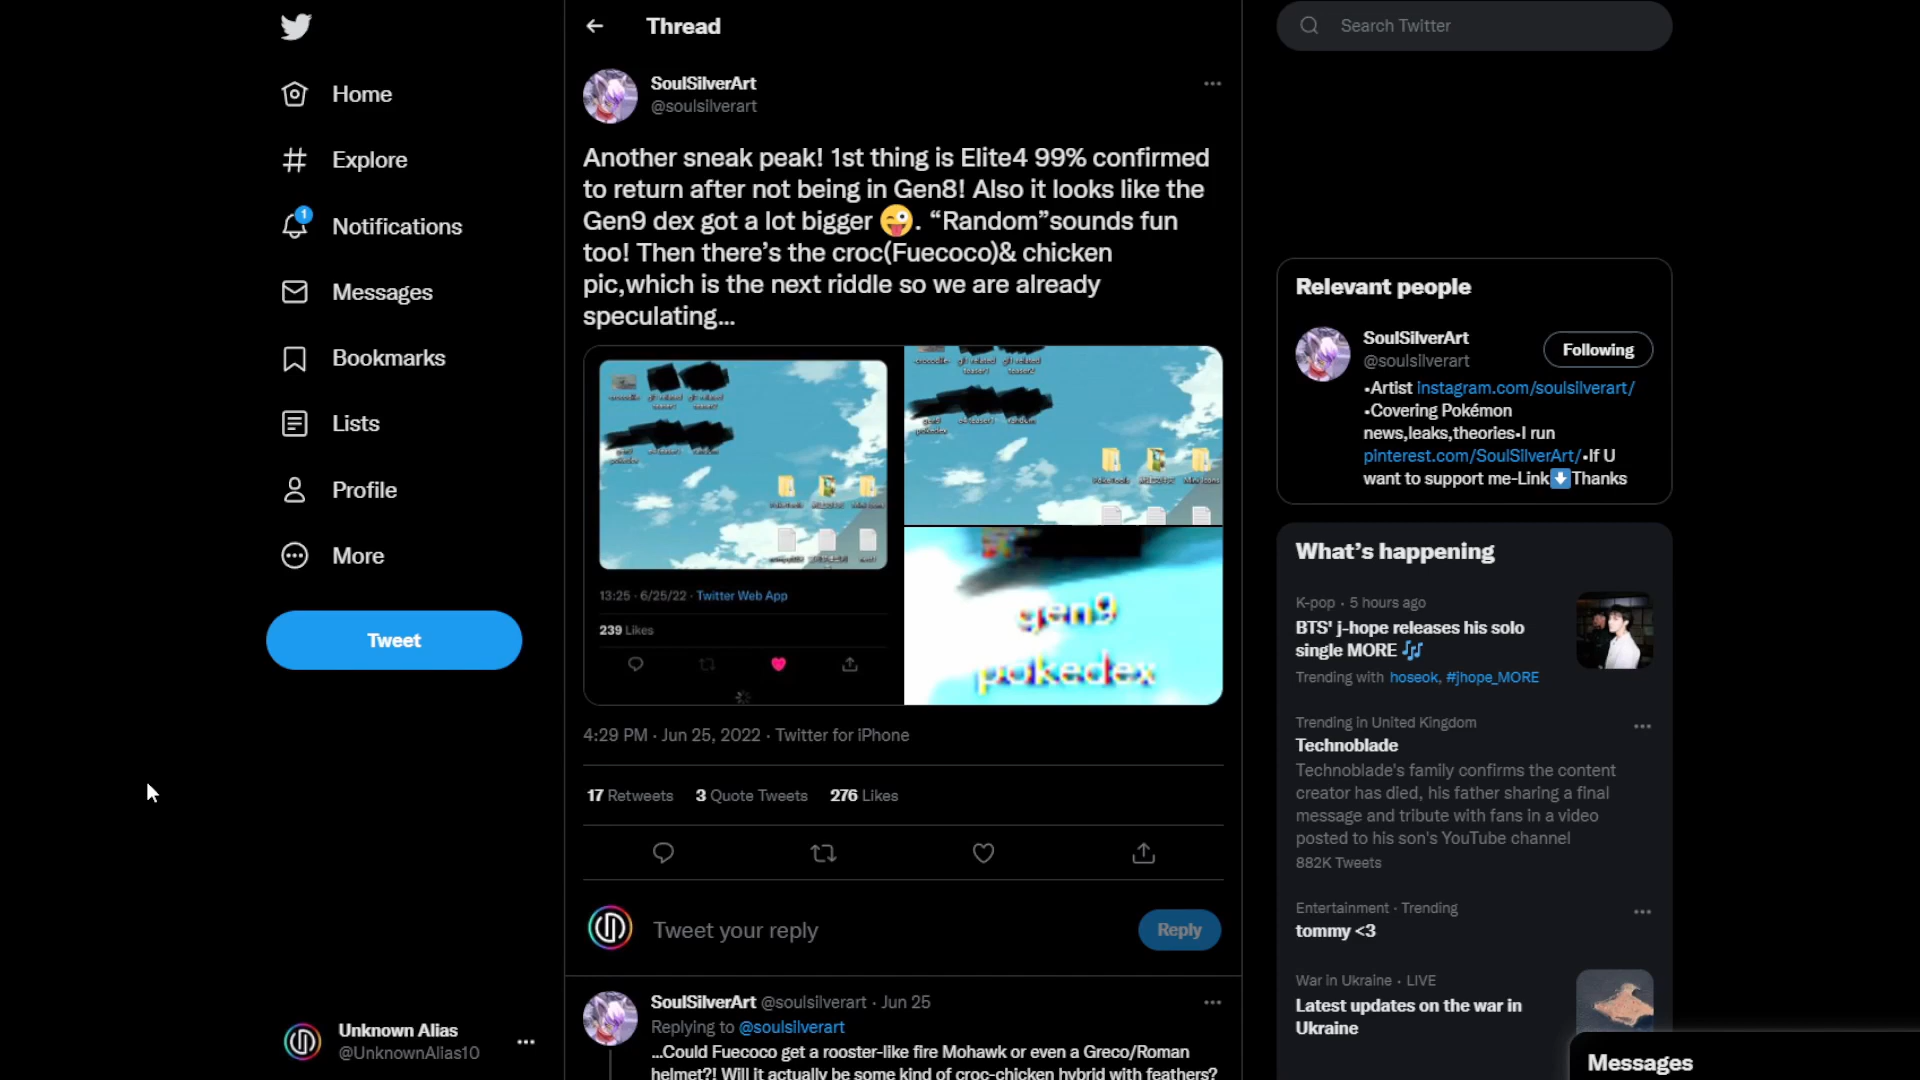 Home
Explore
1
Notifications
Messages
Bookmarks
Lists
Profile
More
Tweet
Unknown Alias
@UnknownAlias10
Thread
SoulSilverArt
@soulsilverart
Another sneak peak! 1st thing is Elite4 99% confirmed
to return after not being in Gen8! Also it looks like the
Gen9 dex got a lot bigger 😜. “Random”sounds fun
too! Then there’s the croc(Fuecoco)& chicken
pic,which is the next riddle so we are already
speculating...
13:25 · 6/25/22 · Twitter Web App
239 Likes
gen9
pokedex
4:29 PM · Jun 25, 2022 · Twitter for iPhone
17 Retweets 3 Quote Tweets 276 Likes
Tweet your reply
Reply
SoulSilverArt @soulsilverart · Jun 25
Replying to @soulsilverart
...Could Fuecoco get a rooster-like fire Mohawk or even a Greco/Roman
helmet?! Will it actually be some kind of croc-chicken hybrid with feathers?
Search Twitter
Relevant people
SoulSilverArt
@soulsilverart
Following
•Artist instagram.com/soulsilverart/
•Covering Pokémon
news,leaks,theories•I run
pinterest.com/SoulSilverArt/•If U
want to support me-Link⬇Thanks
What’s happening
K-pop · 5 hours ago
BTS' j-hope releases his solo
single MORE 🎶
Trending with hoseok, #jhope_MORE
Trending in United Kingdom
Technoblade
Technoblade's family confirms the content
creator has died, his father sharing a final
message and tribute with fans in a video
posted to his son's YouTube channel
882K Tweets
Entertainment · Trending
tommy <3
War in Ukraine · LIVE
Latest updates on the war in
Ukraine
Messages